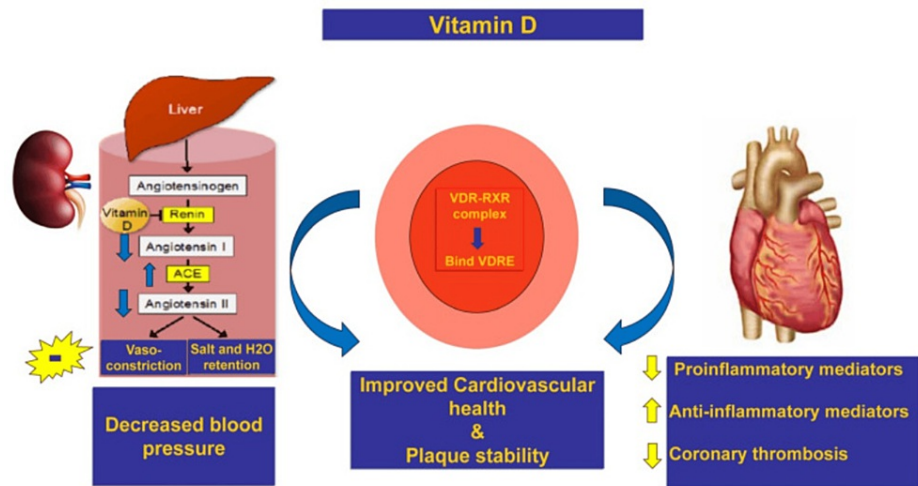 Vitamin D
Liver
Angiotensinogen
Vitamin
D
Renin
Angiotensin I
ACE
Angiotensin II
Vaso-
constriction
Salt and H2O
retention
Decreased blood
pressure
VDR-RXR
complex
Bind VDRE
Improved Cardiovascular
health
&
Plaque stability
Proinflammatory mediators
Anti-inflammatory mediators
Coronary thrombosis